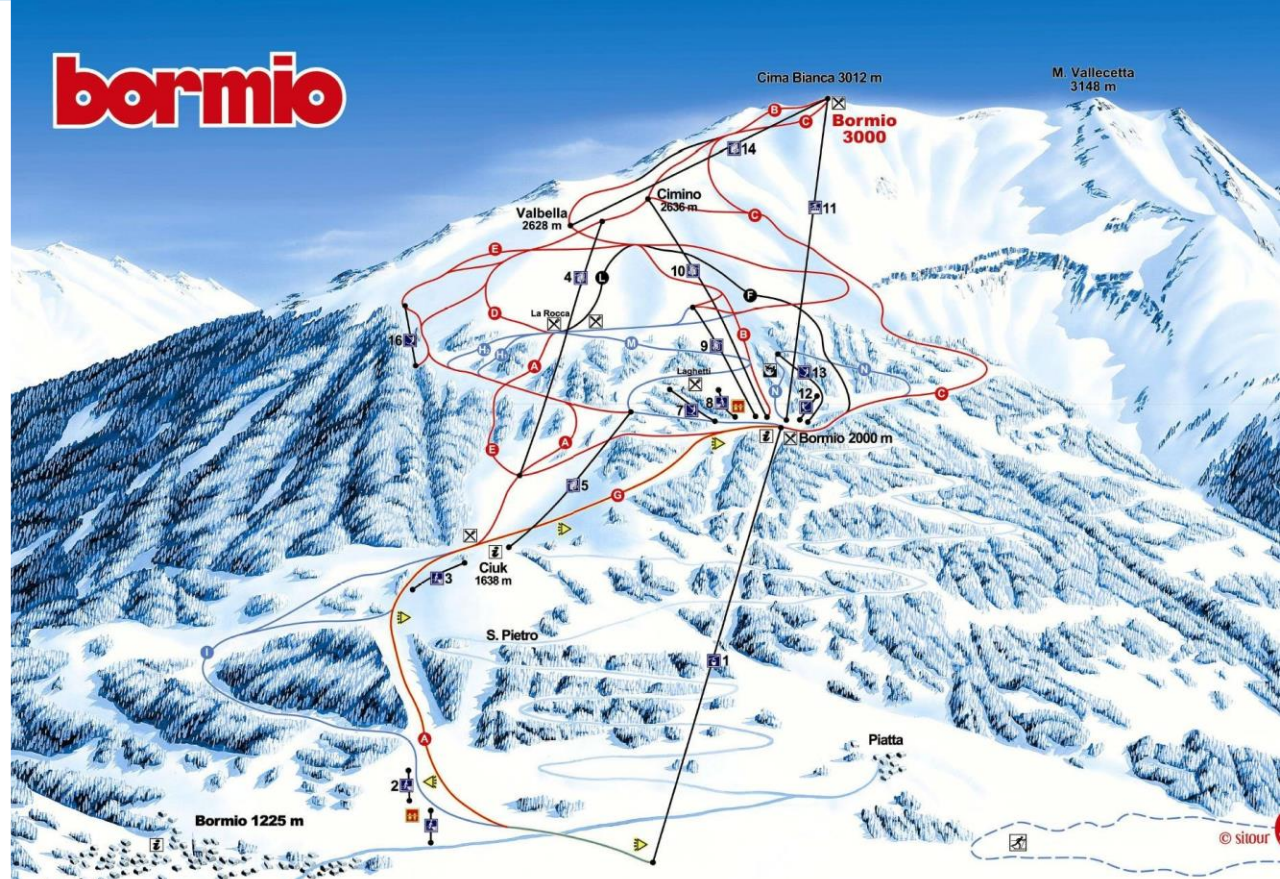 bormio
Cima Bianca 3012 m
M. Vallecetta
3148 m
B
C
Bormio
3000
14
Cimino
2636 m
Valbella
2628 m
C
11
E
4
L
10
F
D
La Rocca
16
H
H
M
9
B
A
Laghetti
13
N
N
12
C
8
7
E
A
i
Bormio 2000 m
5
G
i
Ciuk
1638 m
3
S. Pietro
I
1
A
Piatta
2
Bormio 1225 m
i
© sitour